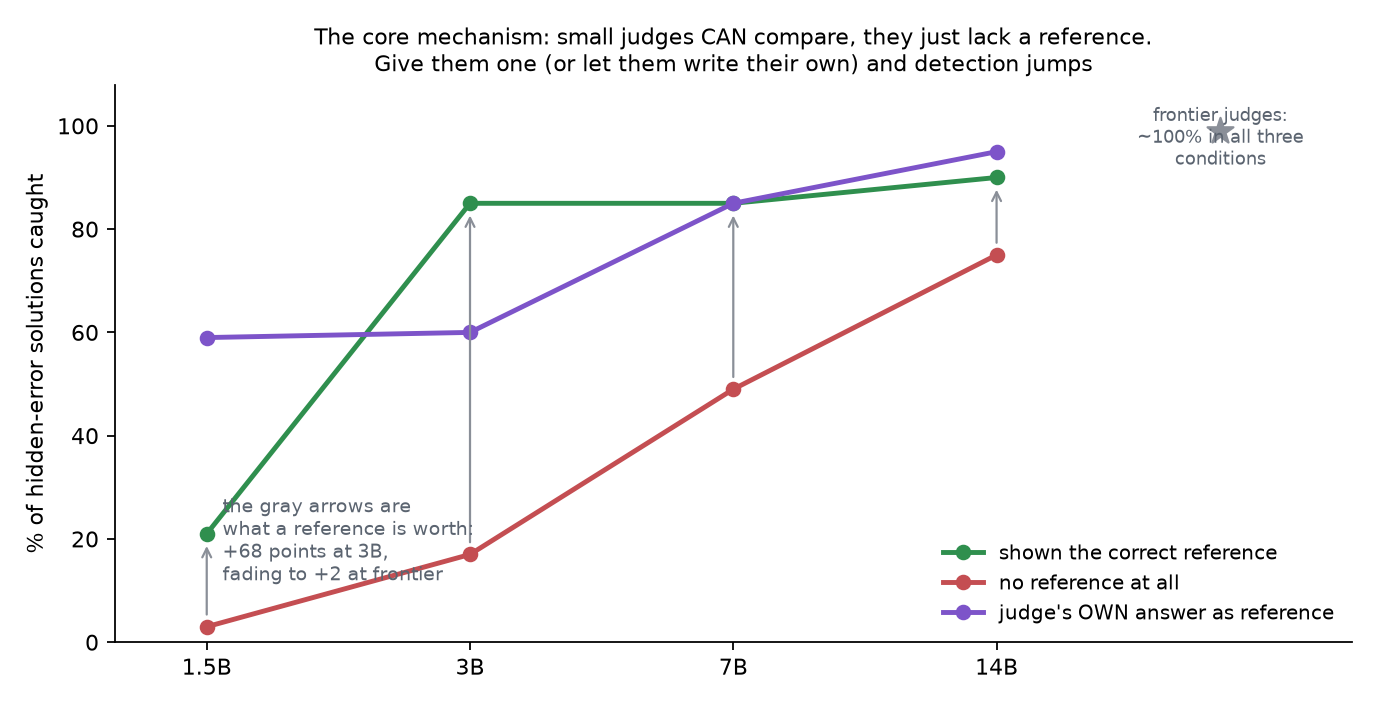 The core mechanism: small judges CAN compare, they just lack a reference.
Give them one (or let them write their own) and detection jumps
% of hidden-error solutions caught
100
80
60
40
20
0
frontier judges:
~100% in all three
conditions
the gray arrows are
what a reference is worth:
+68 points at 3B,
fading to +2 at frontier
shown the correct reference
no reference at all
judge's OWN answer as reference
1.5B
3B
7B
14B